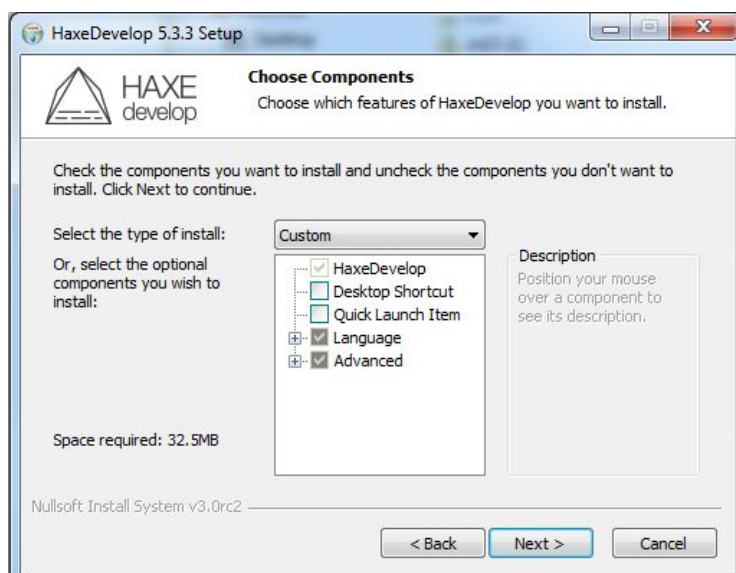 HaxeDevelop 5.3.3 Setup
HAXE
develop
Choose Components
Choose which features of HaxeDevelop you want to install.
Check the components you want to install and uncheck the components you don't want to
install. Click Next to continue.
Select the type of install:
Custom
Or, select the optional
components you wish to
install:
HaxeDevelop
Desktop Shortcut
Quick Launch Item
Language
Advanced
Description
Position your mouse
over a component to
see its description.
Space required: 32.5MB
Nullsoft Install System v3.0rc2
< Back
Next >
Cancel